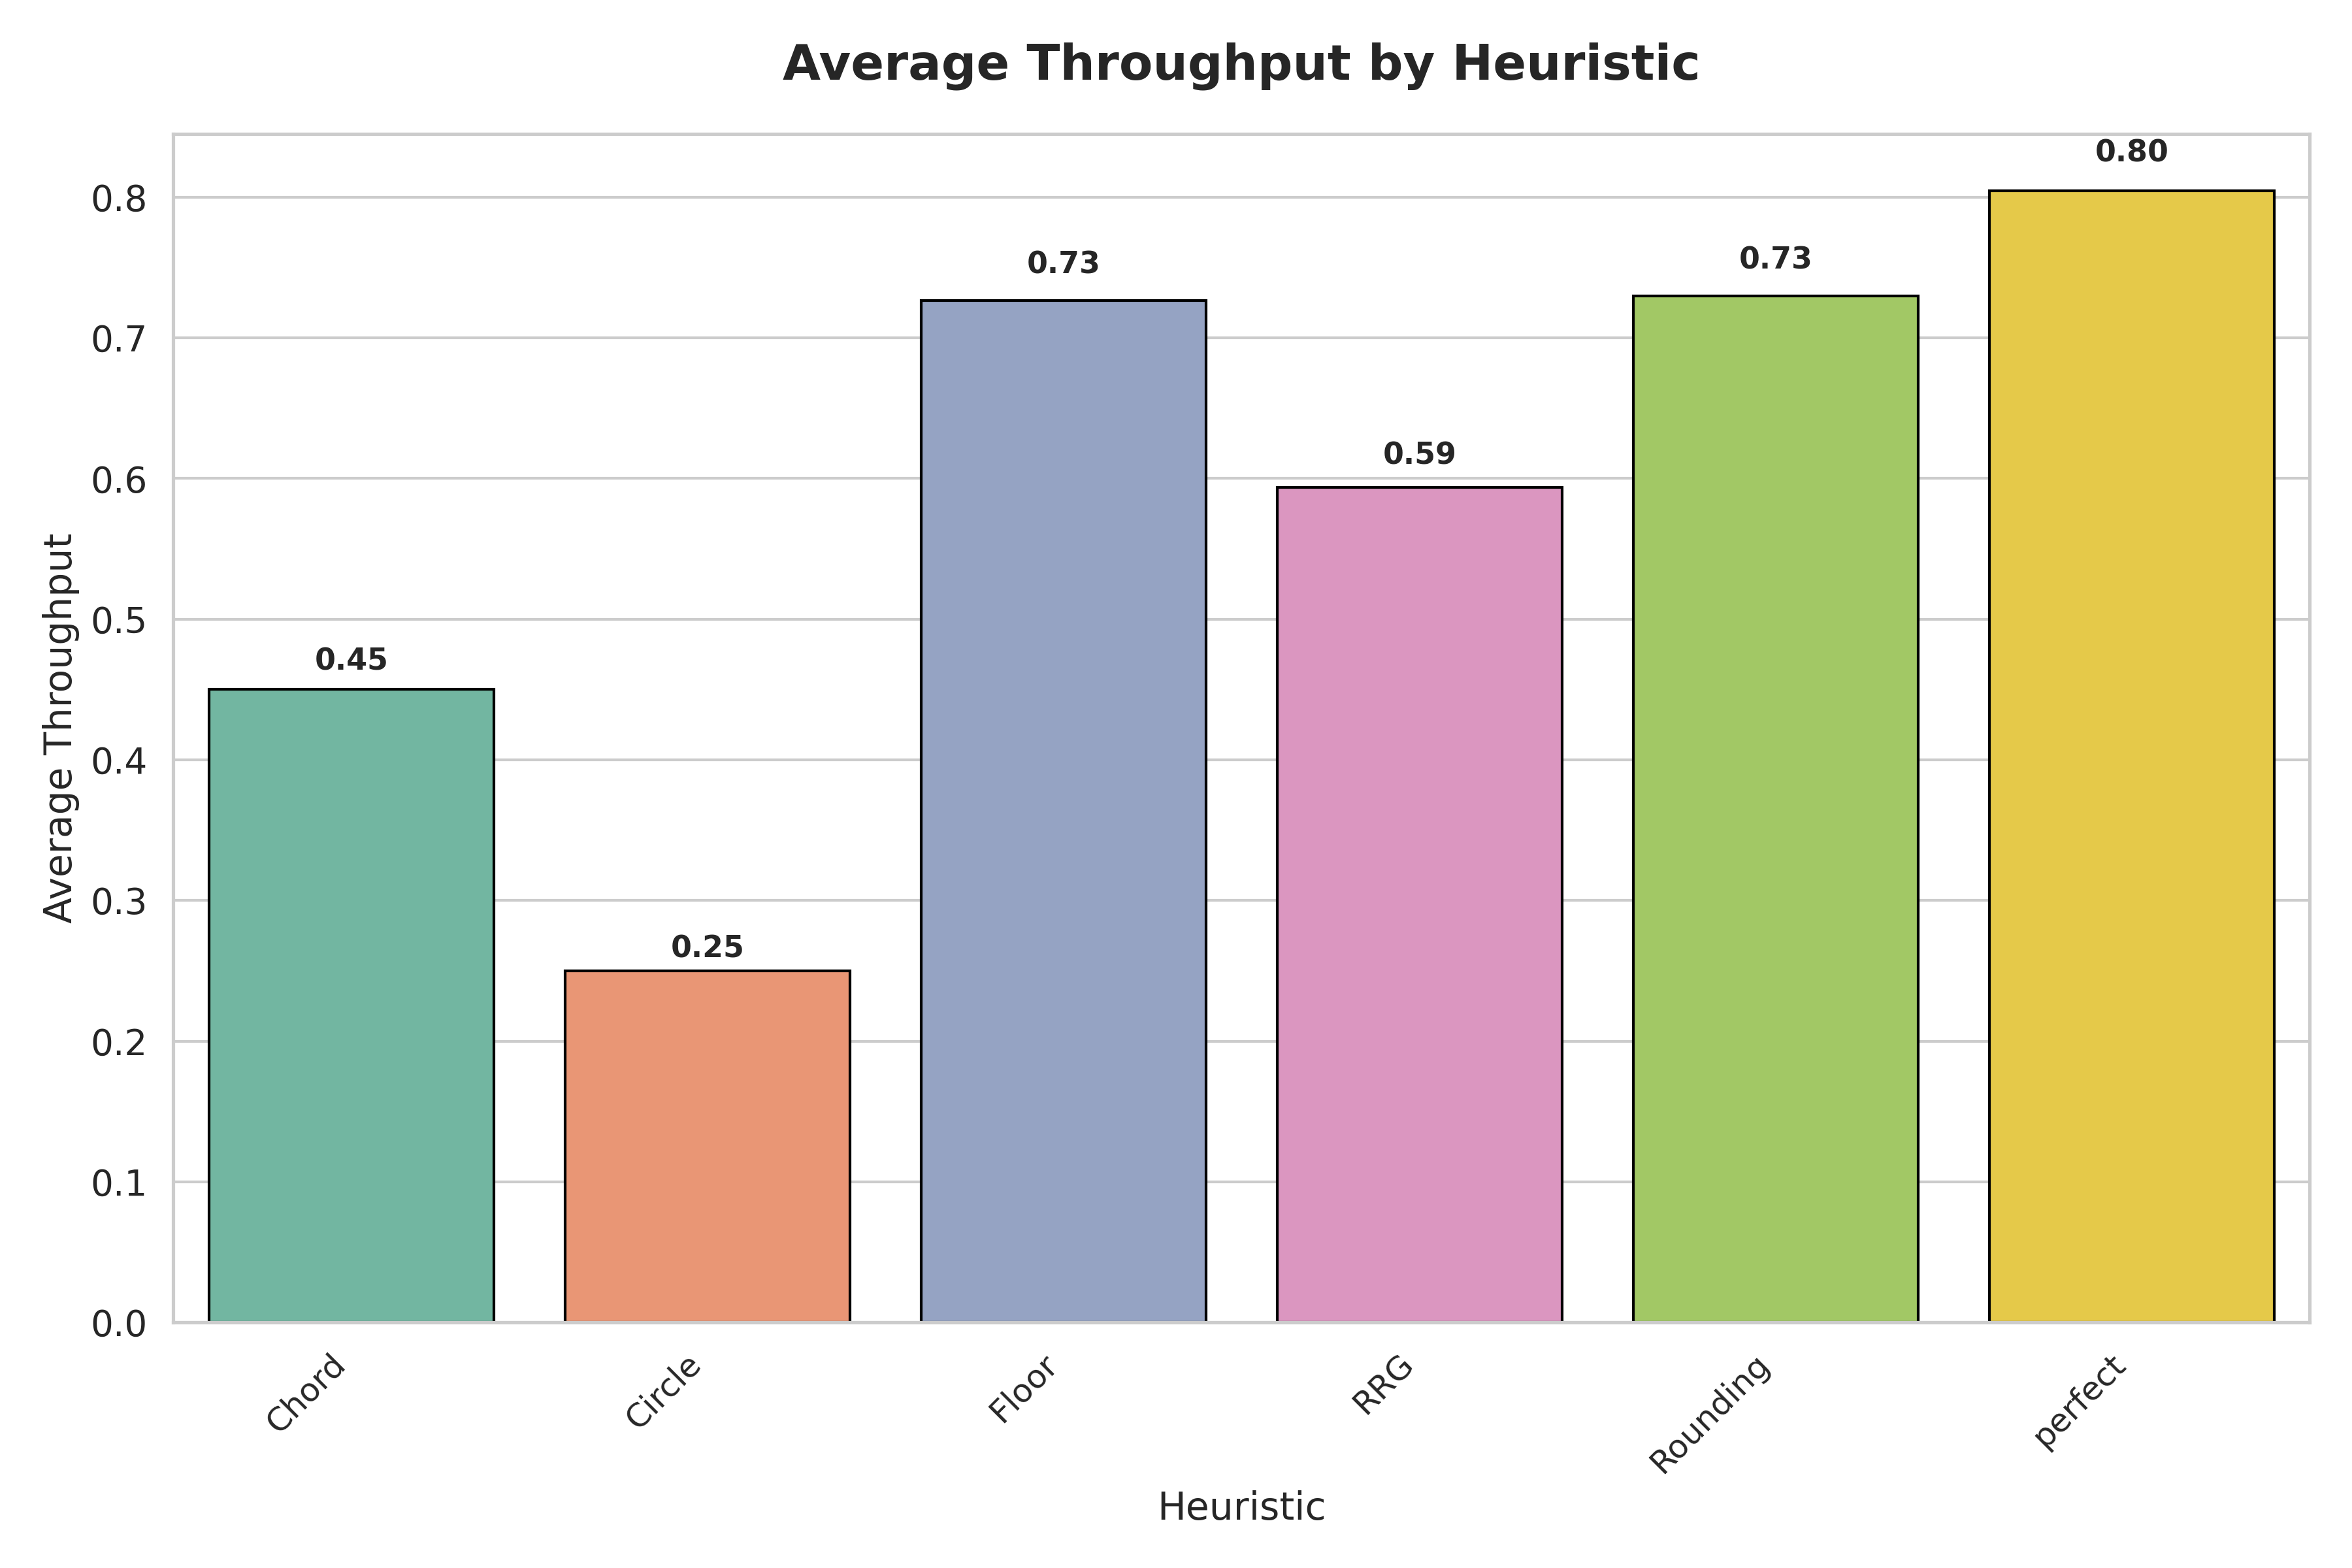 Average Throughput by Heuristic
Average Throughput
0.8
0.7
0.6
0.5
0.4
0.3
0.2
0.1
0.0
0.45
0.25
0.73
0.59
0.73
0.80
Chord
Circle
Floor
RRG
Rounding
perfect
Heuristic